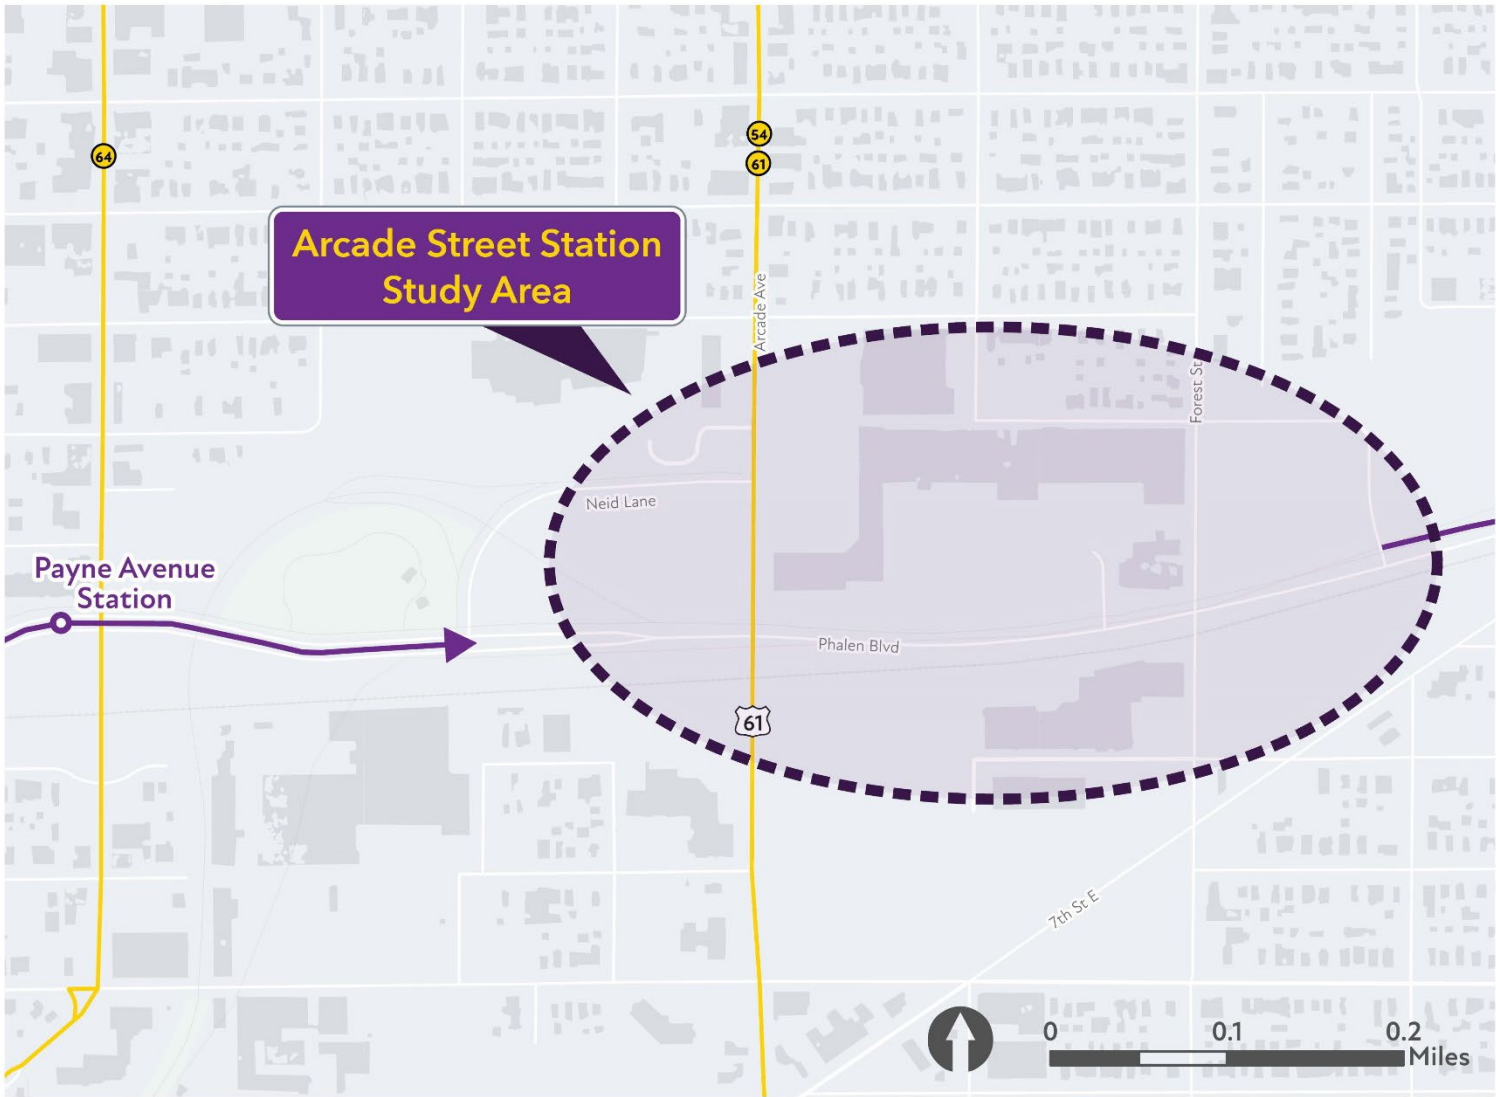 64
54
61
Arcade Street Station
Study Area
Arcade Ave
Forest St
Neid Lane
Payne Avenue
Station
Phalen Blvd
61
7th St E
0 0.1 0.2
Miles